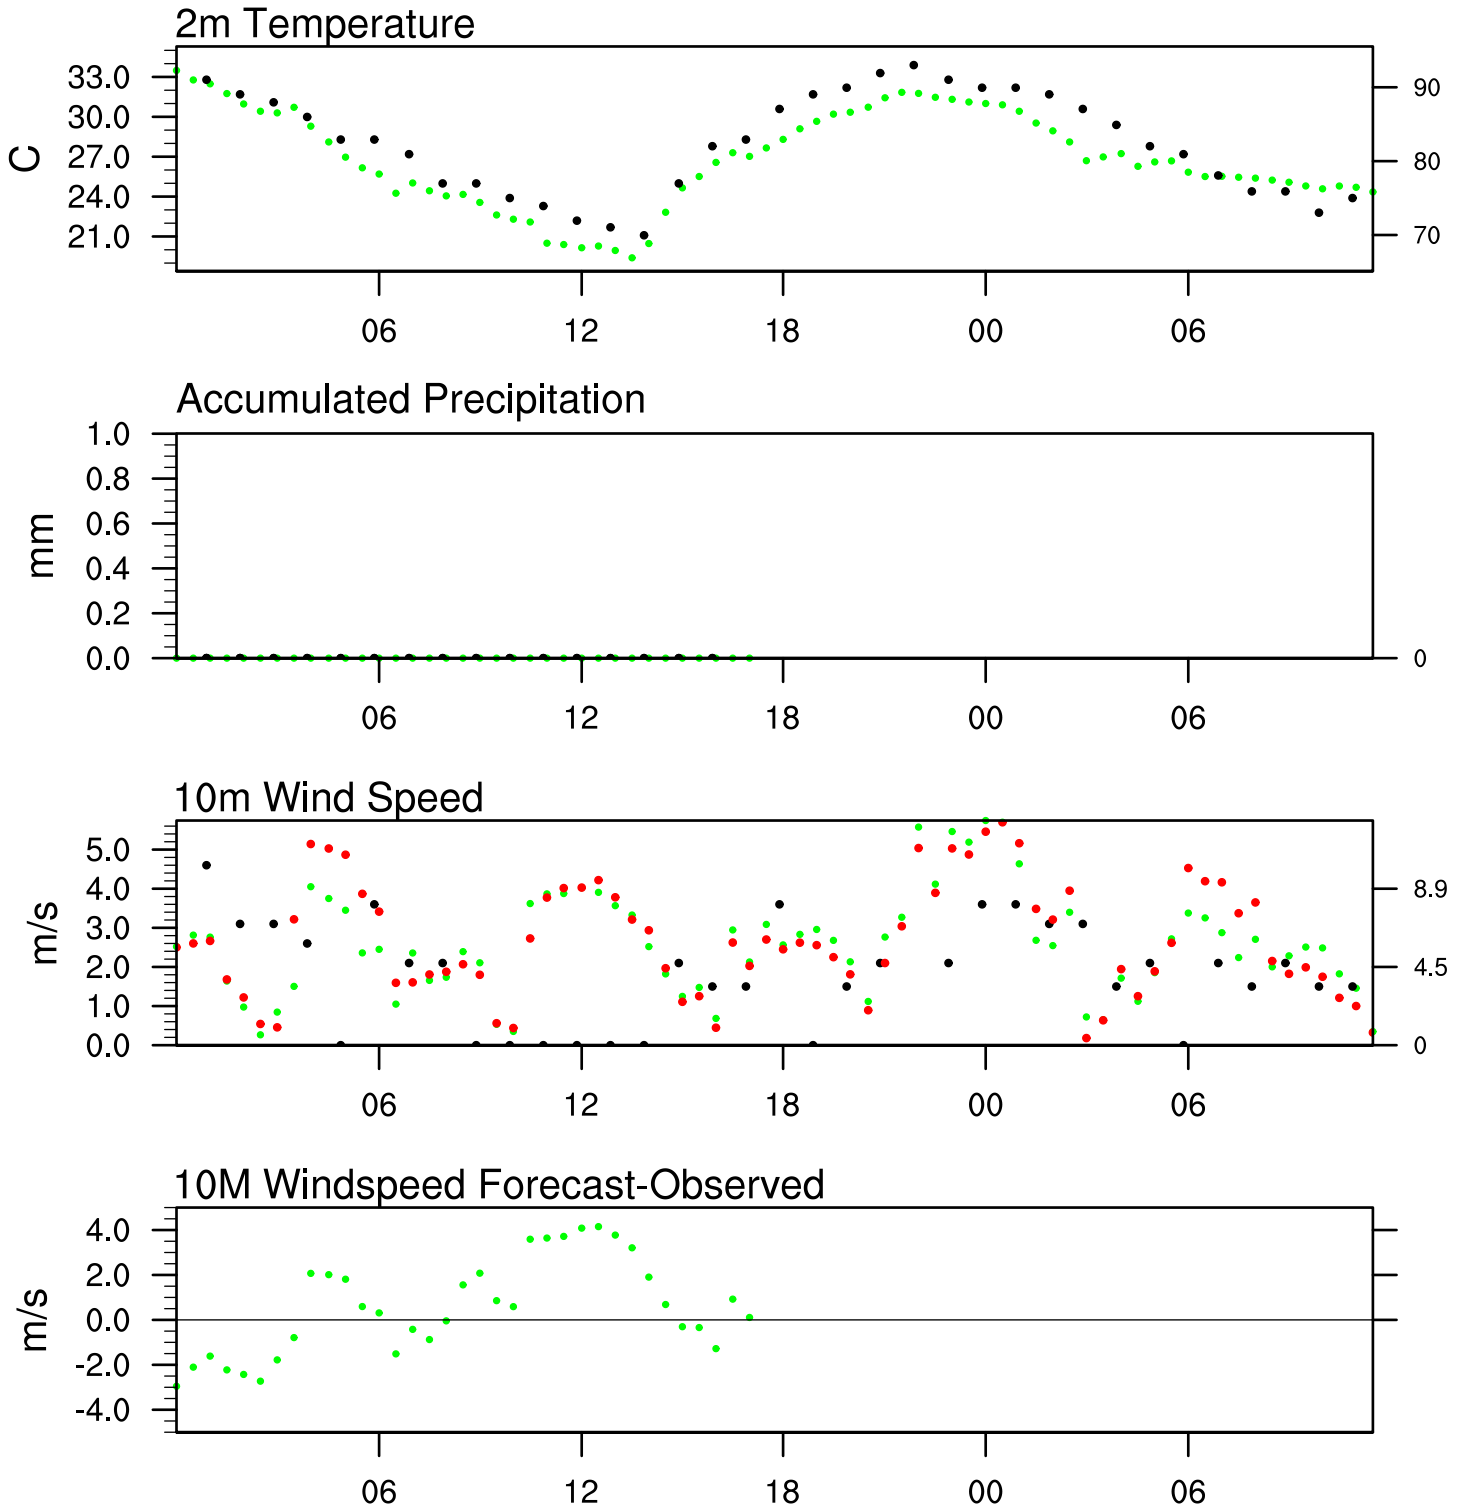 2m Temperature
33.0
30.0
27.0
24.0
21.0
C
90
80
70
06 12 18 00 06
Accumulated Precipitation
1.0
0.8
0.6
0.4
0.2
0.0
mm
0
06 12 18 00 06
10m Wind Speed
5.0
4.0
3.0
2.0
1.0
0.0
m/s
8.9
4.5
0
06 12 18 00 06
10M Windspeed Forecast-Observed
4.0
2.0
0.0
-2.0
-4.0
m/s
06 12 18 00 06